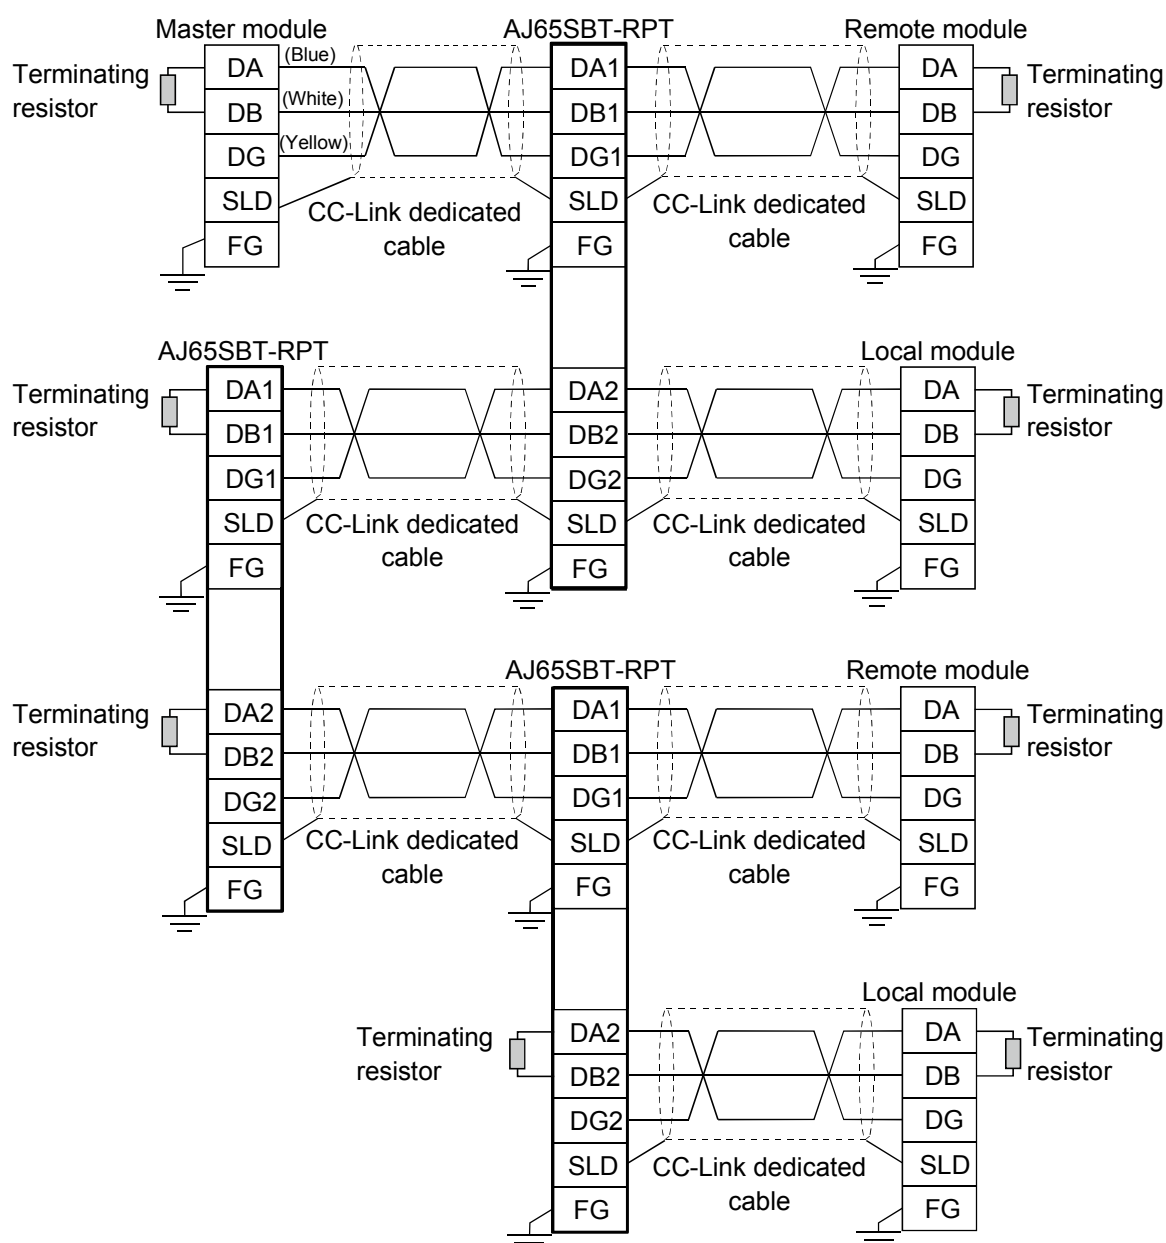 Master module AJ65SBT-RPT Remote module
Terminating
resistor
DA (Blue) DA1 DA
DB (White) DB1 DB
DG (Yellow) DG1 DG
SLD SLD SLD
FG FG FG
Terminating
resistor
CC-Link dedicated
cable
CC-Link dedicated
cable
AJ65SBT-RPT Local module
Terminating
resistor
DA1 DA2 DA
DB1 DB2 DB
DG1 DG2 DG
SLD SLD SLD
FG FG FG
Terminating
resistor
CC-Link dedicated
cable
CC-Link dedicated
cable
AJ65SBT-RPT Remote module
Terminating
resistor
DA2 DA1 DA
DB2 DB1 DB
DG2 DG1 DG
SLD SLD SLD
FG FG FG
Terminating
resistor
CC-Link dedicated
cable
CC-Link dedicated
cable
Local module
Terminating
resistor
DA2 DA
DB2 DB
DG2 DG
SLD SLD
FG FG
Terminating
resistor
CC-Link dedicated
cable